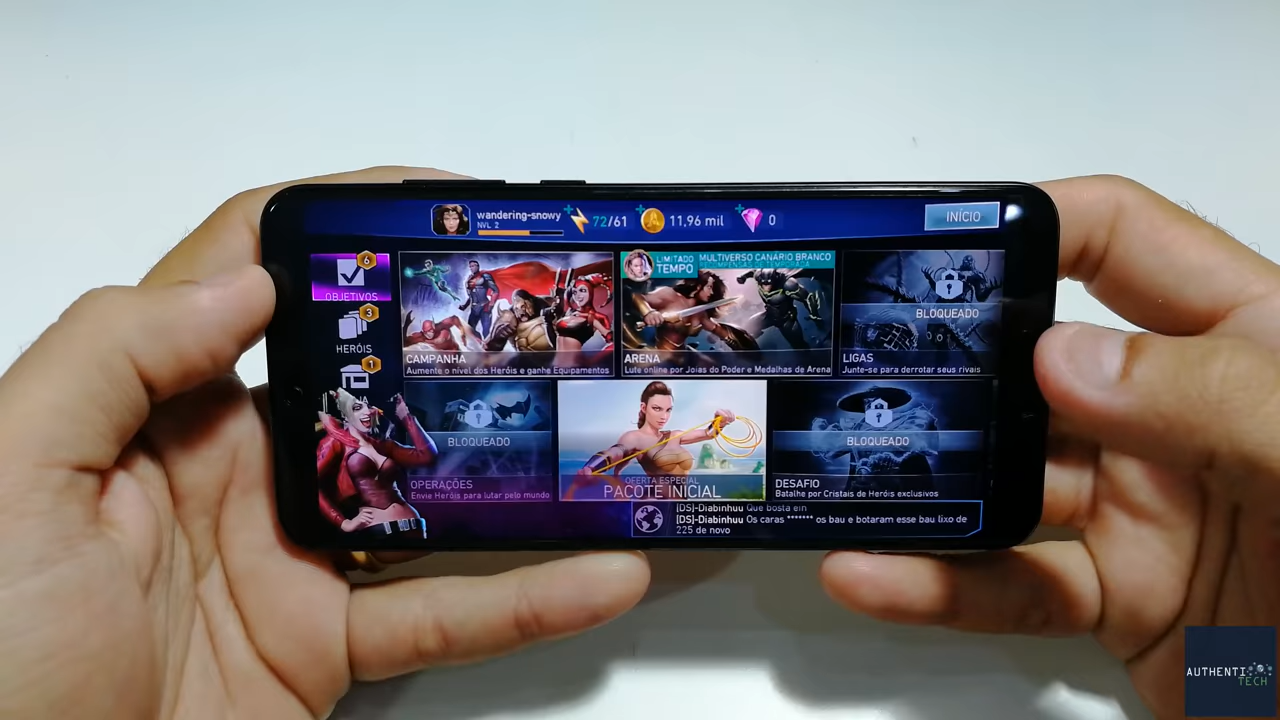 wandering-snowy
NVL 2
72/61
11,96 mil
0
INÍCIO
6
OBJETIVOS
3
HERÓIS
1
CAMPANHA
Aumente o nível dos Heróis e ganhe Equipamentos
LIMITADO
TEMPO
MULTIVERSO CANÁRIO BRANCO
RECOMPENSAS DE TEMPORADA
ARENA
Lute online por Joias do Poder e Medalhas de Arena
BLOQUEADO
LIGAS
Junte-se para derrotar seus rivais
BLOQUEADO
OPERAÇÕES
Envie Heróis para lutar pelo mundo
OFERTA ESPECIAL
PACOTE INICIAL
BLOQUEADO
DESAFIO
Batalhe por Cristais de Heróis exclusivos
[DS]-Diabinhuu Que bosta ein
[DS]-Diabinhuu Os caras ******* os bau e botaram esse bau lixo de
225 de novo
AUTHENTI
TECH